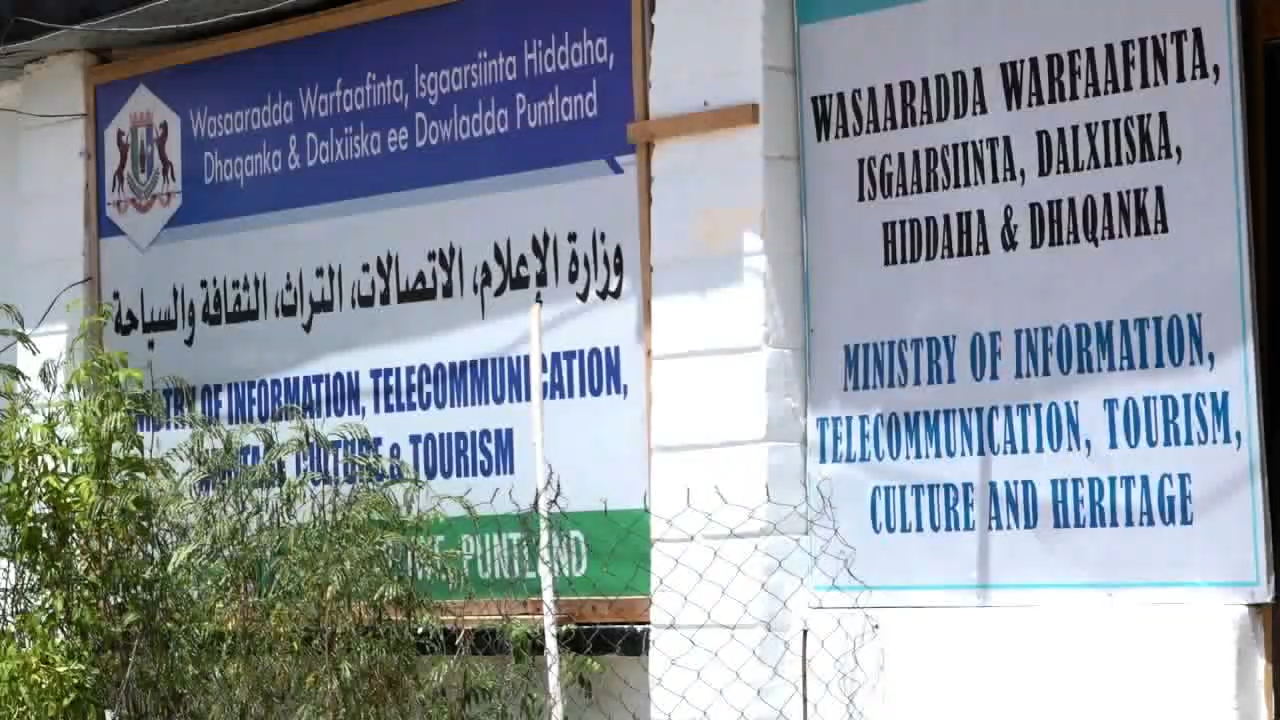 Wasaaradda Warfaafinta, Isgaarsiinta Hiddaha,
Dhaqanka & Dalxiiska ee Dowladda Puntland
وزارة الإعلام، الاتصالات، التراث، الثقافة والسياحة
OF INFORMATION, TELECOMMUNICATION,
CULTURE & TOURISM
PUNTLAND
WASAARADDA WARFAAFINTA,
ISGAARSIINTA, DALXIISKA,
HIDDAHA & DHAQANKA
MINISTRY OF INFORMATION,
TELECOMMUNICATION, TOURISM,
CULTURE AND HERITAGE